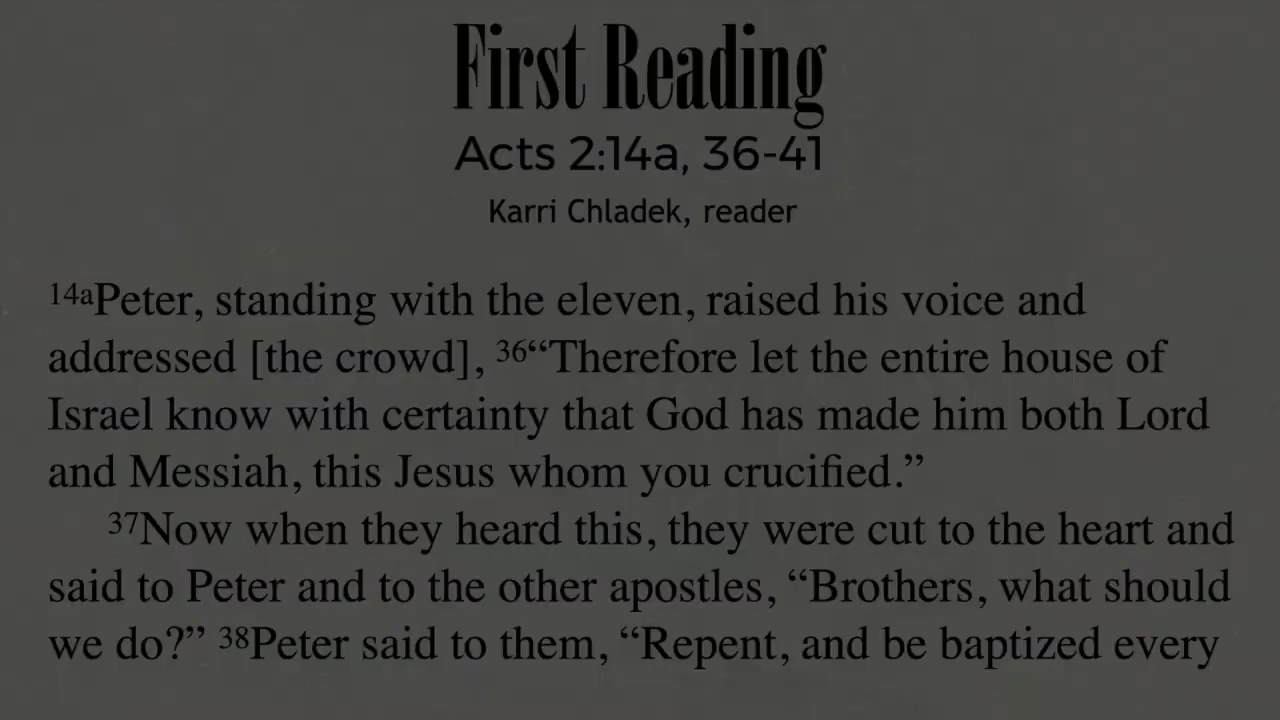 First Reading
Acts 2:14a, 36-41
Karri Chladek, reader
14aPeter, standing with the eleven, raised his voice and
addressed [the crowd], 36“Therefore let the entire house of
Israel know with certainty that God has made him both Lord
and Messiah, this Jesus whom you crucified.”
37Now when they heard this, they were cut to the heart and
said to Peter and to the other apostles, “Brothers, what should
we do?” 38Peter said to them, “Repent, and be baptized every